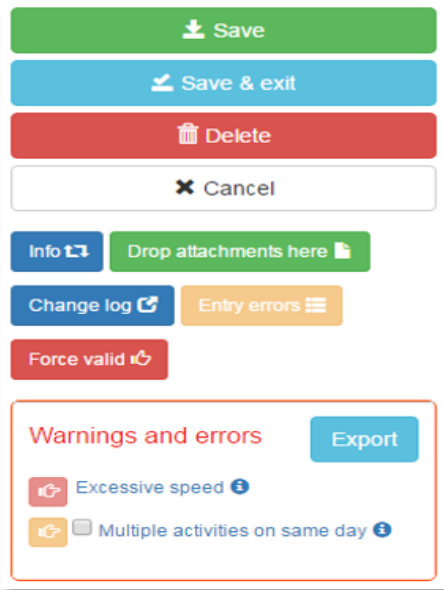 Save
Save & exit
Delete
Cancel
Info
Drop attachments here
Change log
Entry errors
Force valid
Warnings and errors
Export
Excessive speed
Multiple activities on same day